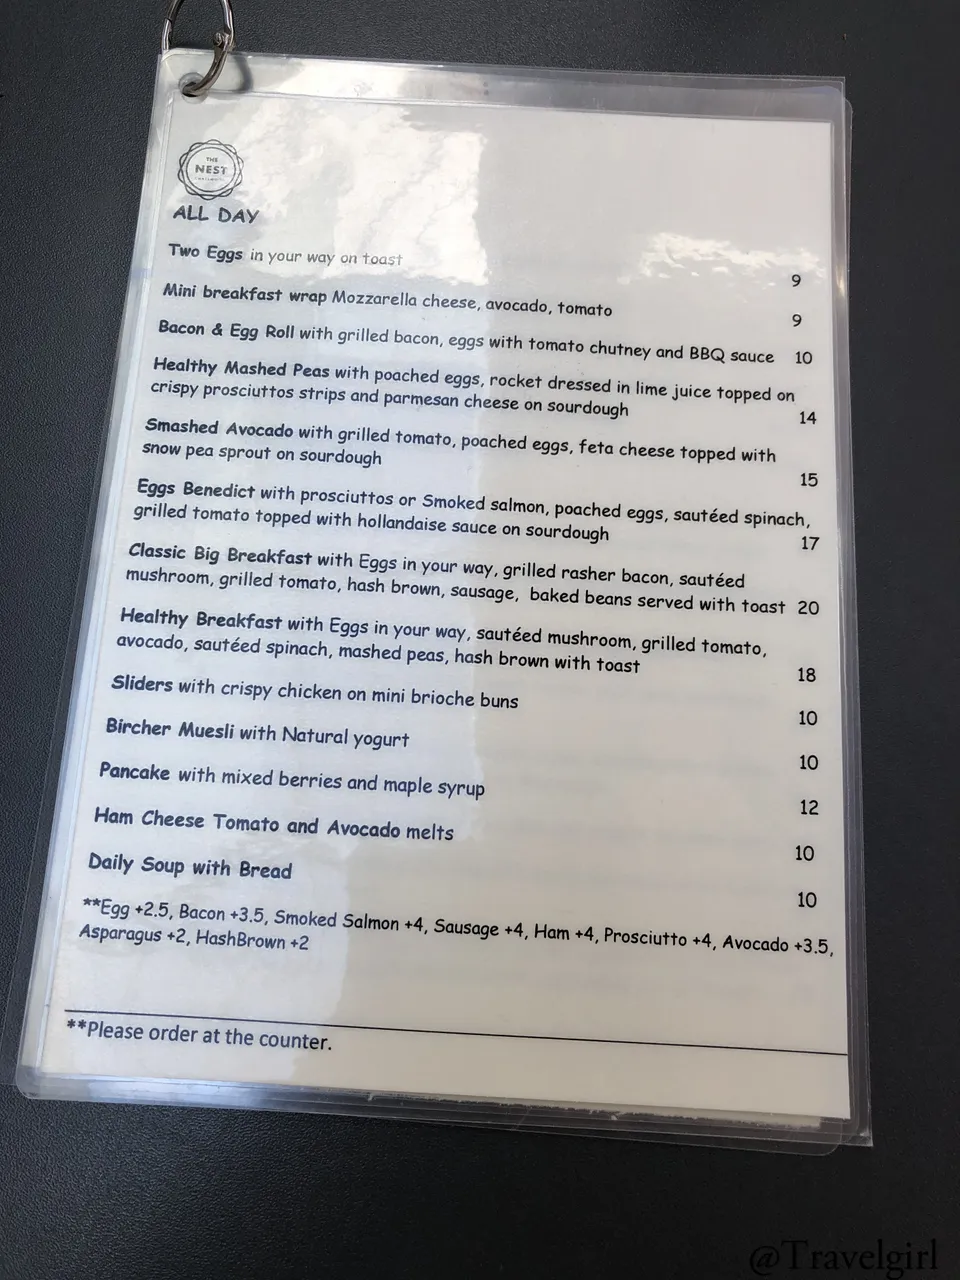 THE
NEST
ALL DAY
Two Eggs in your way on toast 9
Mini breakfast wrap Mozzarella cheese, avocado, tomato 9
Bacon & Egg Roll with grilled bacon, eggs with tomato chutney and BBQ sauce 10
Healthy Mashed Peas with poached eggs, rocket dressed in lime juice topped on
crispy prosciuttos strips and parmesan cheese on sourdough 14
Smashed Avocado with grilled tomato, poached eggs, feta cheese topped with
snow pea sprout on sourdough 15
Eggs Benedict with prosciuttos or Smoked salmon, poached eggs, sautéed spinach,
grilled tomato topped with hollandaise sauce on sourdough 17
Classic Big Breakfast with Eggs in your way, grilled rasher bacon, sautéed
mushroom, grilled tomato, hash brown, sausage, baked beans served with toast 20
Healthy Breakfast with Eggs in your way, sautéed mushroom, grilled tomato,
avocado, sautéed spinach, mashed peas, hash brown with toast 18
Sliders with crispy chicken on mini brioche buns 10
Bircher Muesli with Natural yogurt 10
Pancake with mixed berries and maple syrup 12
Ham Cheese Tomato and Avocado melts 10
Daily Soup with Bread 10
**Egg +2.5, Bacon +3.5, Smoked Salmon +4, Sausage +4, Ham +4, Prosciutto +4, Avocado +3.5,
Asparagus +2, HashBrown +2
**Please order at the counter.
@Travelgirl